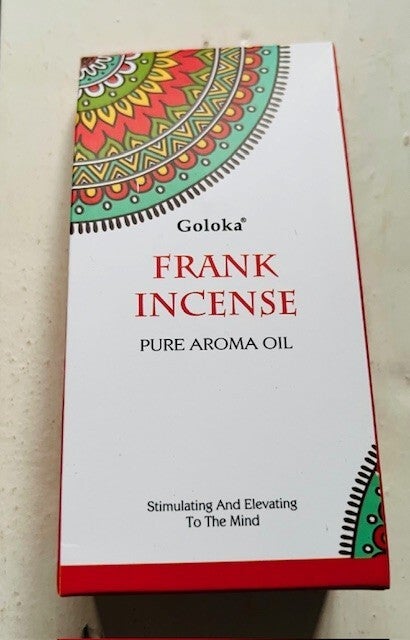 Goloka®
FRANK
INCENSE
PURE AROMA OIL
Stimulating And Elevating
To The Mind